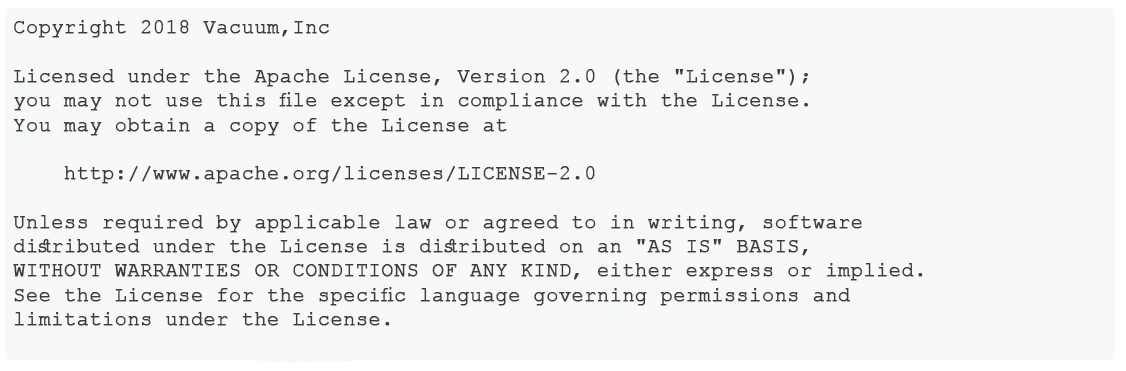 Copyright 2018 Vacuum,Inc
Licensed under the Apache License, Version 2.0 (the "License");
you may not use this file except in compliance with the License.
You may obtain a copy of the License at
http://www.apache.org/licenses/LICENSE-2.0
Unless required by applicable law or agreed to in writing, software
distributed under the License is distributed on an "AS IS" BASIS,
WITHOUT WARRANTIES OR CONDITIONS OF ANY KIND, either express or implied.
See the License for the specific language governing permissions and
limitations under the License.